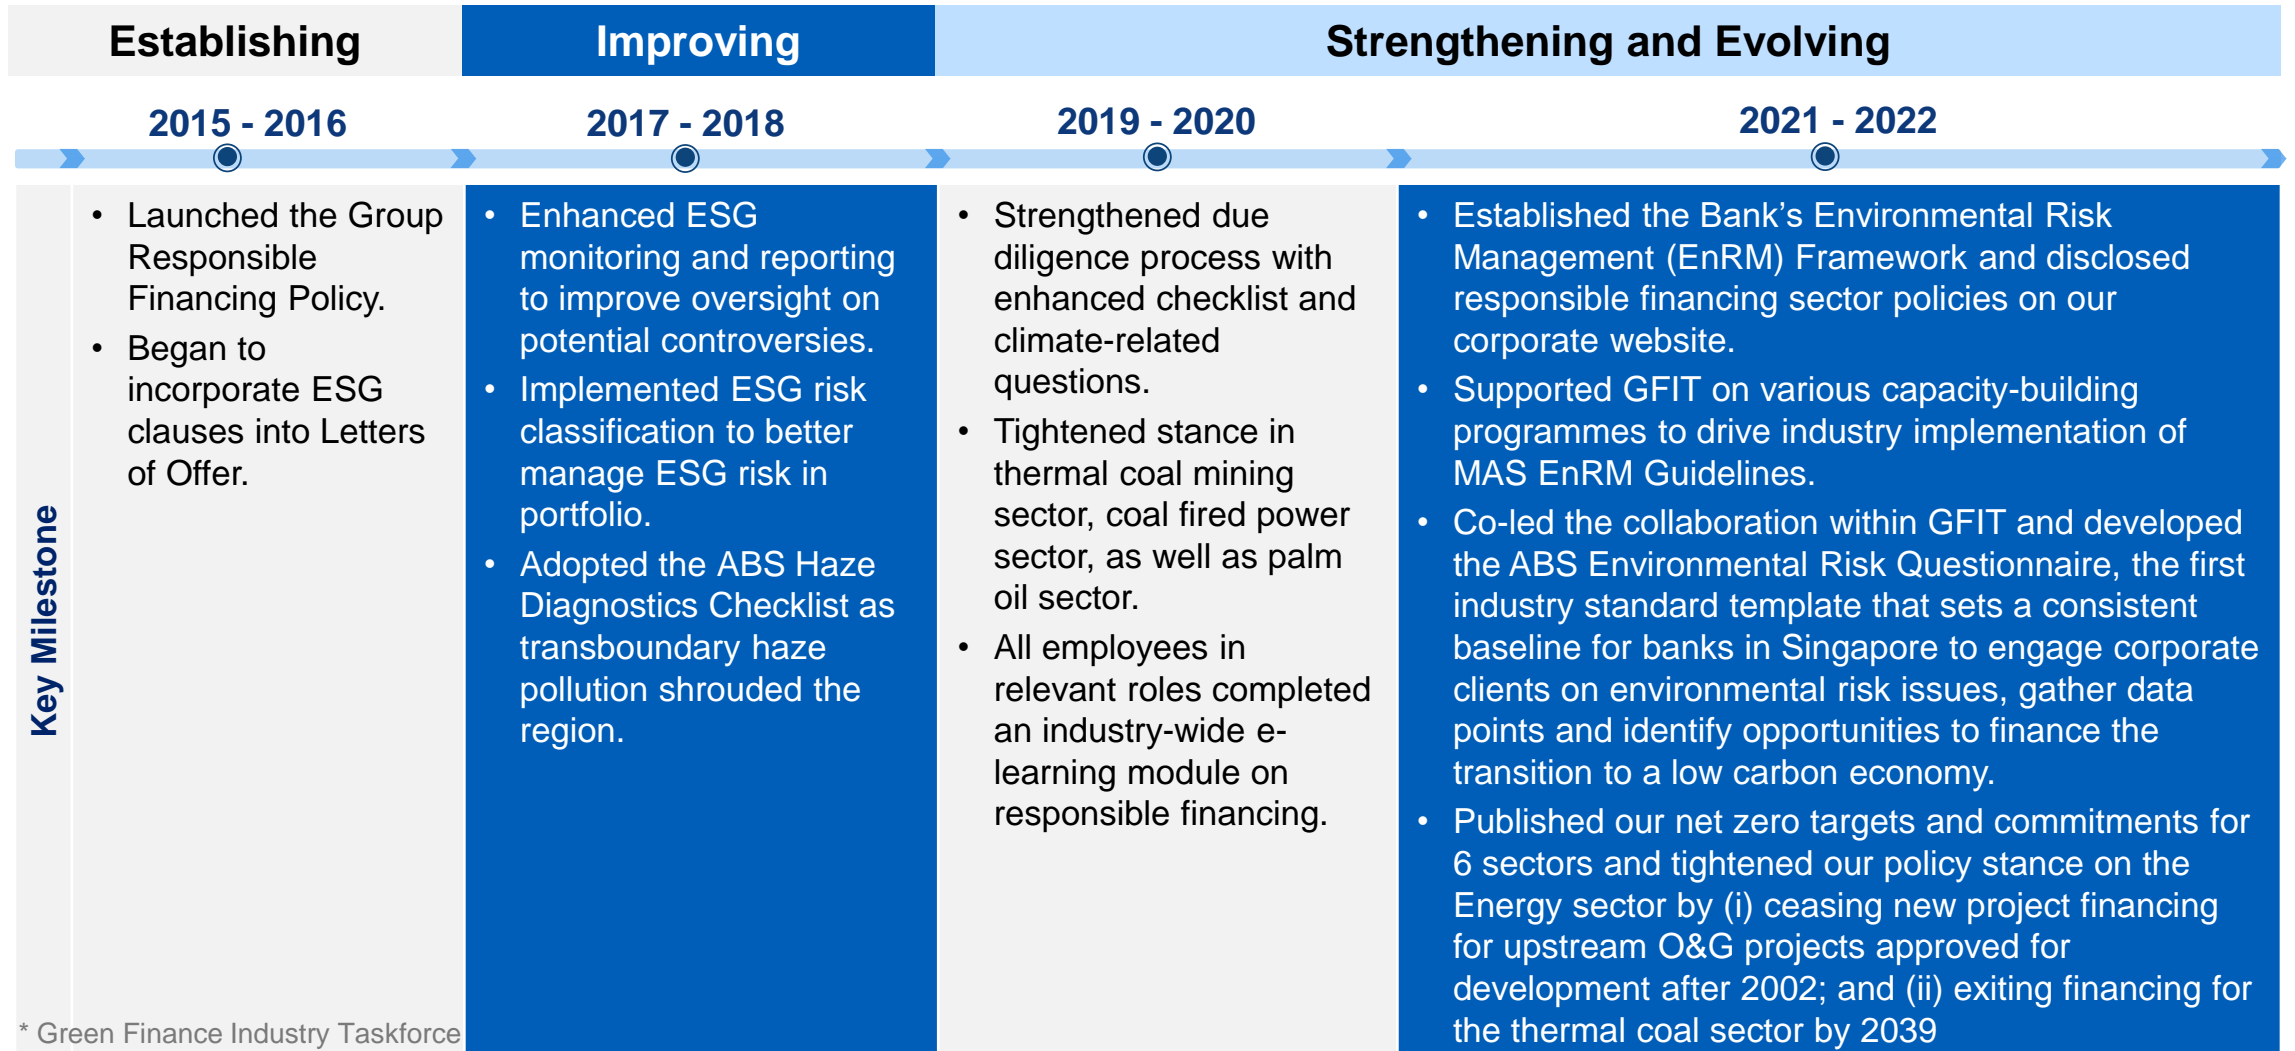 Establishing
Improving
Strengthening and Evolving
2015 - 2016
2017 - 2018
2019 - 2020
2021 - 2022
Key Milestone
• Launched the Group
Responsible
Financing Policy.
• Began to
incorporate ESG
clauses into Letters
of Offer.
• Enhanced ESG
monitoring and reporting
to improve oversight on
potential controversies.
• Implemented ESG risk
classification to better
manage ESG risk in
portfolio.
• Adopted the ABS Haze
Diagnostics Checklist as
transboundary haze
pollution shrouded the
region.
• Strengthened due
diligence process with
enhanced checklist and
climate-related
questions.
• Tightened stance in
thermal coal mining
sector, coal fired power
sector, as well as palm
oil sector.
• All employees in
relevant roles completed
an industry-wide e-
learning module on
responsible financing.
• Established the Bank’s Environmental Risk
Management (EnRM) Framework and disclosed
responsible financing sector policies on our
corporate website.
• Supported GFIT on various capacity-building
programmes to drive industry implementation of
MAS EnRM Guidelines.
• Co-led the collaboration within GFIT and developed
the ABS Environmental Risk Questionnaire, the first
industry standard template that sets a consistent
baseline for banks in Singapore to engage corporate
clients on environmental risk issues, gather data
points and identify opportunities to finance the
transition to a low carbon economy.
• Published our net zero targets and commitments for
6 sectors and tightened our policy stance on the
Energy sector by (i) ceasing new project financing
for upstream O&G projects approved for
development after 2002; and (ii) exiting financing for
the thermal coal sector by 2039
* Green Finance Industry Taskforce